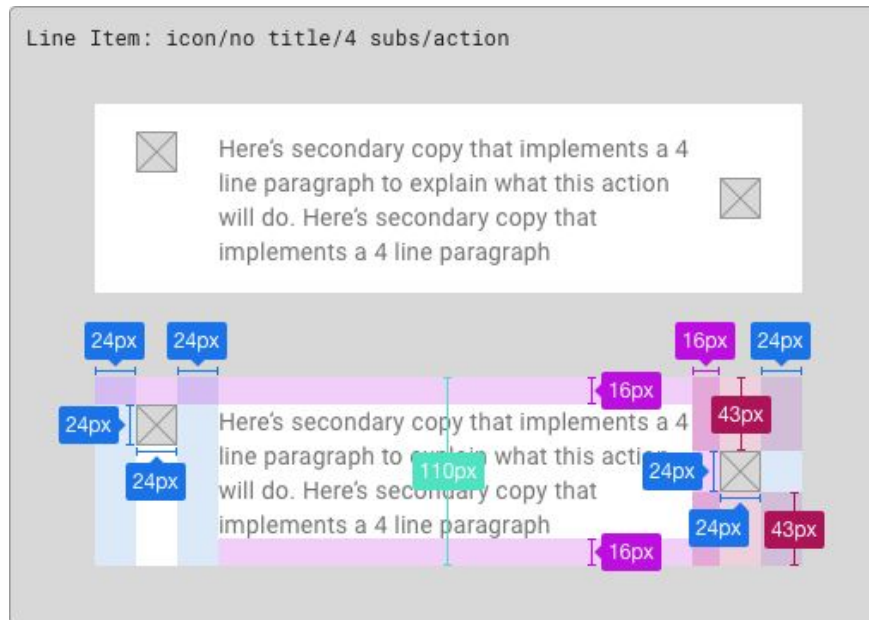 Line Item: icon/no title/4 subs/action
Here's secondary copy that implements a 4
line paragraph to explain what this action
will do. Here's secondary copy that
implements a 4 line paragraph
24px 24px 16px 24px
16px
24px Here's secondary copy that implements a 4 43px
line paragraph to explain what this action
110px
24px
24px will do. Here's secondary copy that
implements a 4 line paragraph 24px 43px
16px